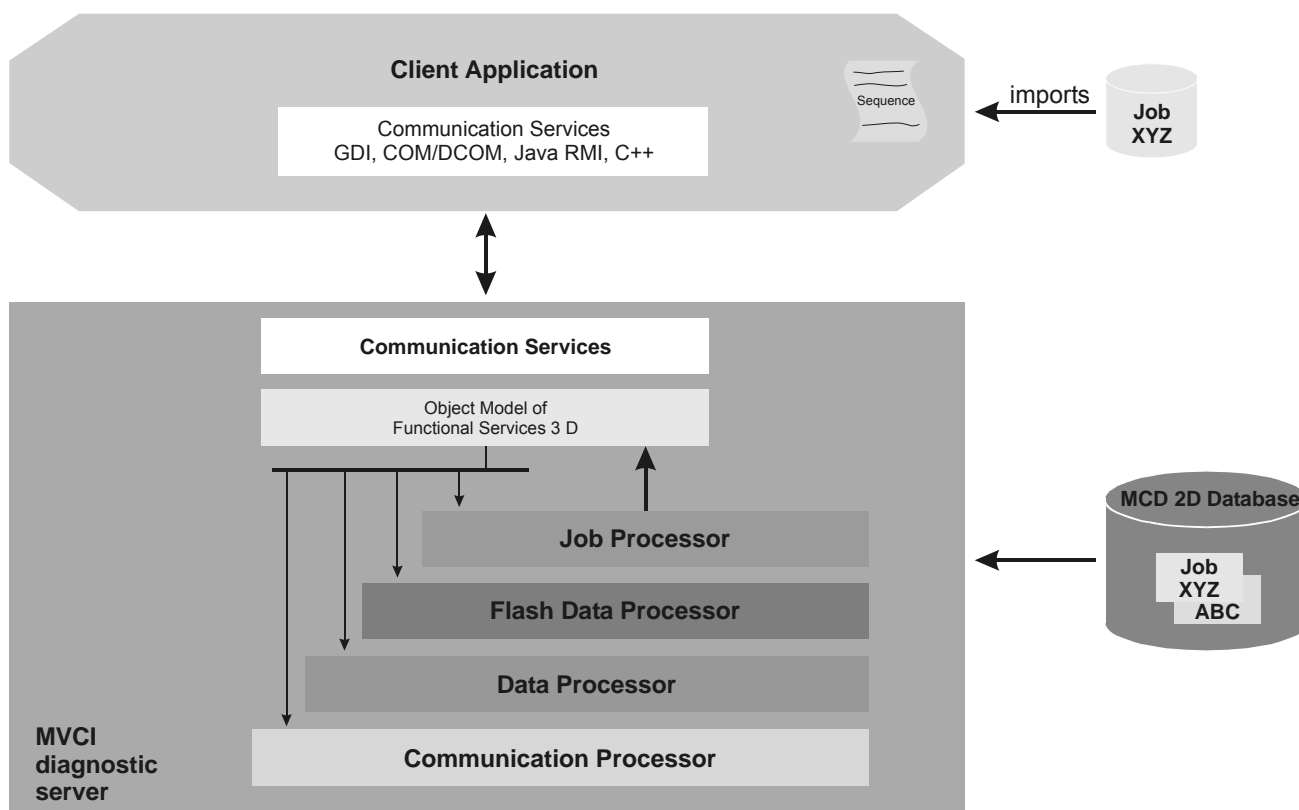 Client Application
Communication Services
GDI, COM/DCOM, Java RMI, C++
Sequence
imports
Job
XYZ
Communication Services
Object Model of
Functional Services 3 D
Job Processor
Flash Data Processor
Data Processor
Communication Processor
MVCI
diagnostic
server
MCD 2D Database
Job
XYZ
ABC